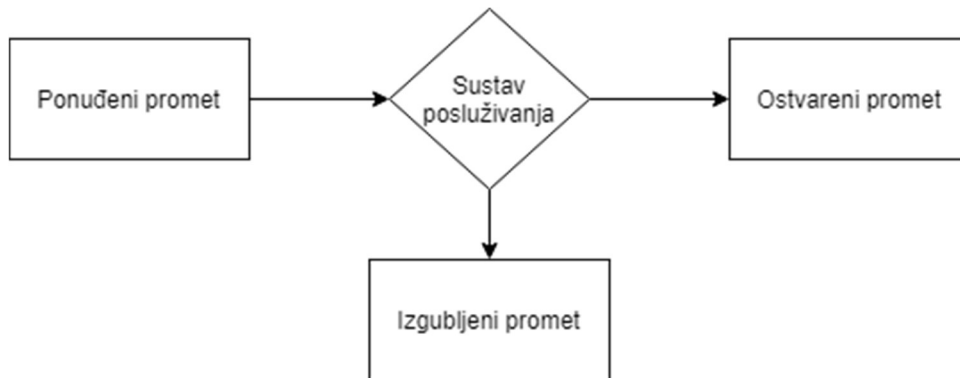 Ponuđeni promet
Sustav
posluživanja
Ostvareni promet
Izgubljeni promet